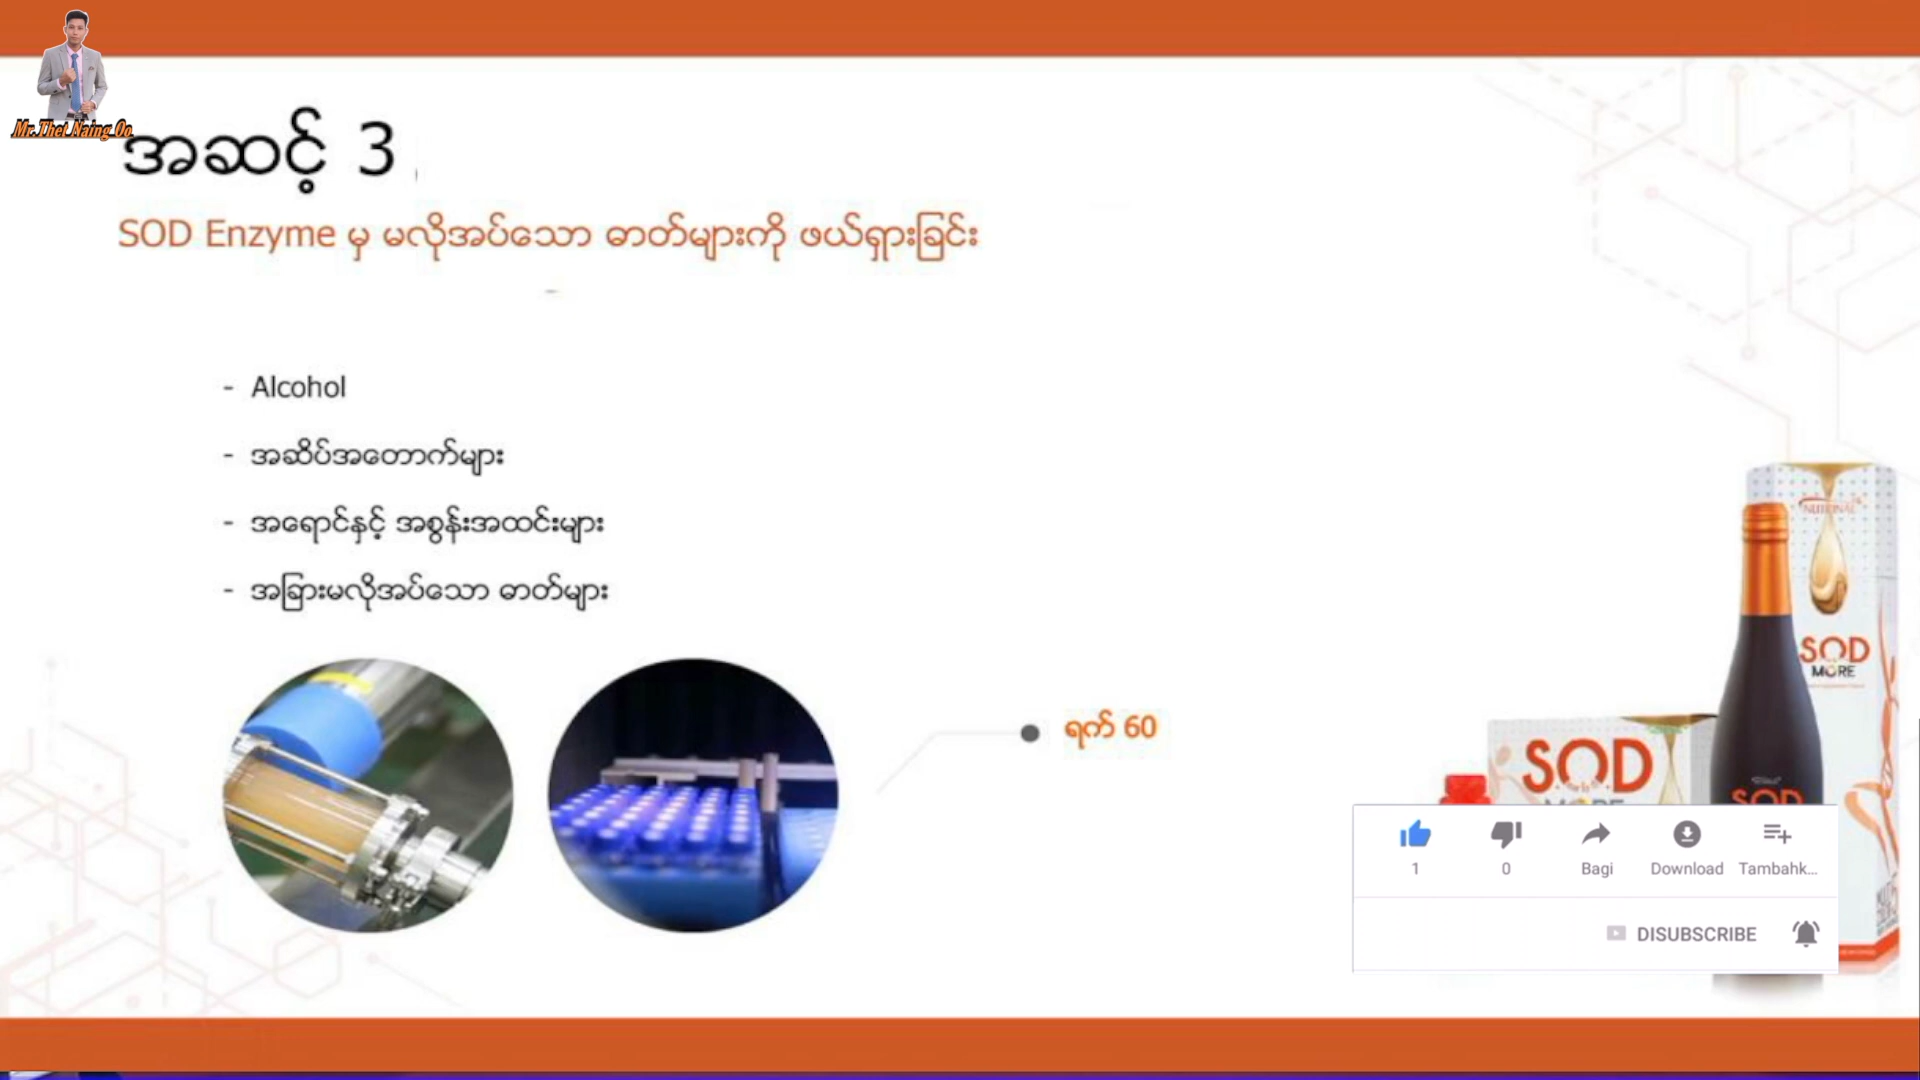 Mr.Thet Naing Oo
အဆင့် 3
SOD Enzyme မှ မလိုအပ်သော ဓာတ်များကို ဖယ်ရှားခြင်း
- Alcohol
- အဆိပ်အတောက်များ
- အရောင်နှင့် အစွန်းအထင်းများ
- အခြားမလိုအပ်သော ဓာတ်များ
ရက် 60
SOD
MORE
SOD
MORE
SOD
1
0
Bagi
Download
Tambahk...
DISUBSCRIBE